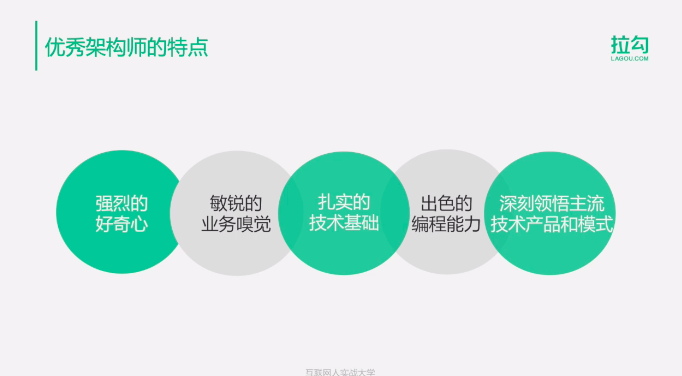 优秀架构师的特点
拉勾
LAGOU.COM
强烈的
好奇心
敏锐的
业务嗅觉
扎实的
技术基础
出色的
编程能力
深刻领悟主流
技术产品和模式
互联网人实战大学